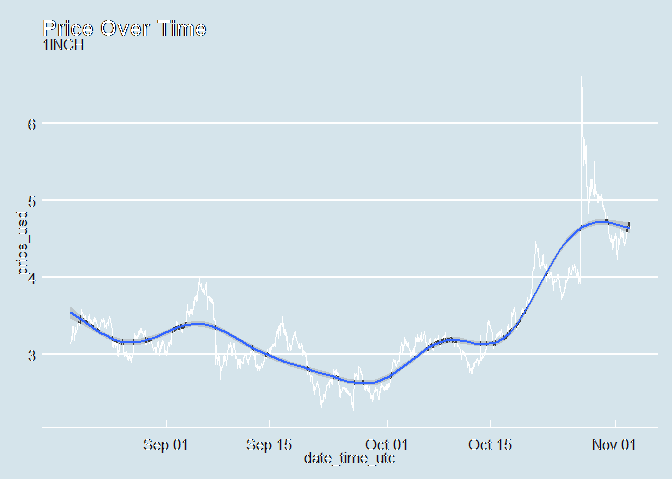 Price Over Time
1INCH
6
5
4
3
price_usd
Sep 01 Sep 15 Oct 01 Oct 15 Nov 01
date_time_utc